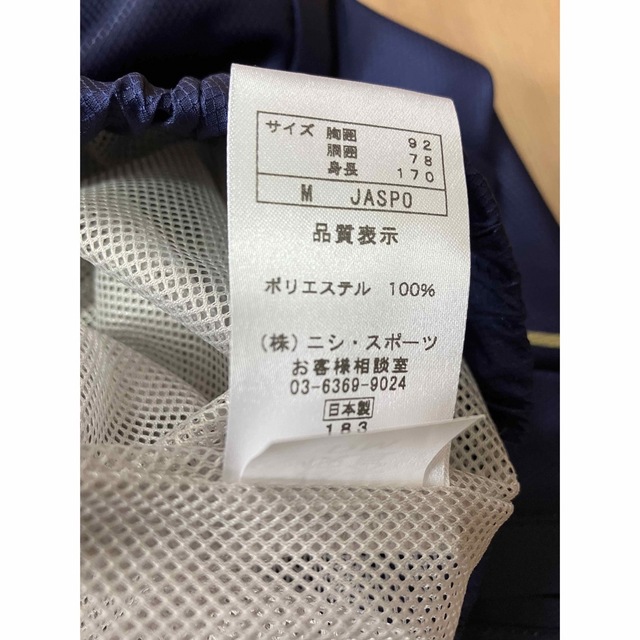 サイズ 胸囲 92
胴囲 78
身長 170
M JASPO
品質表示
ポリエステル 100%
(株)ニシ・スポーツ
お客様相談室
03-6369-9024
日本製
183